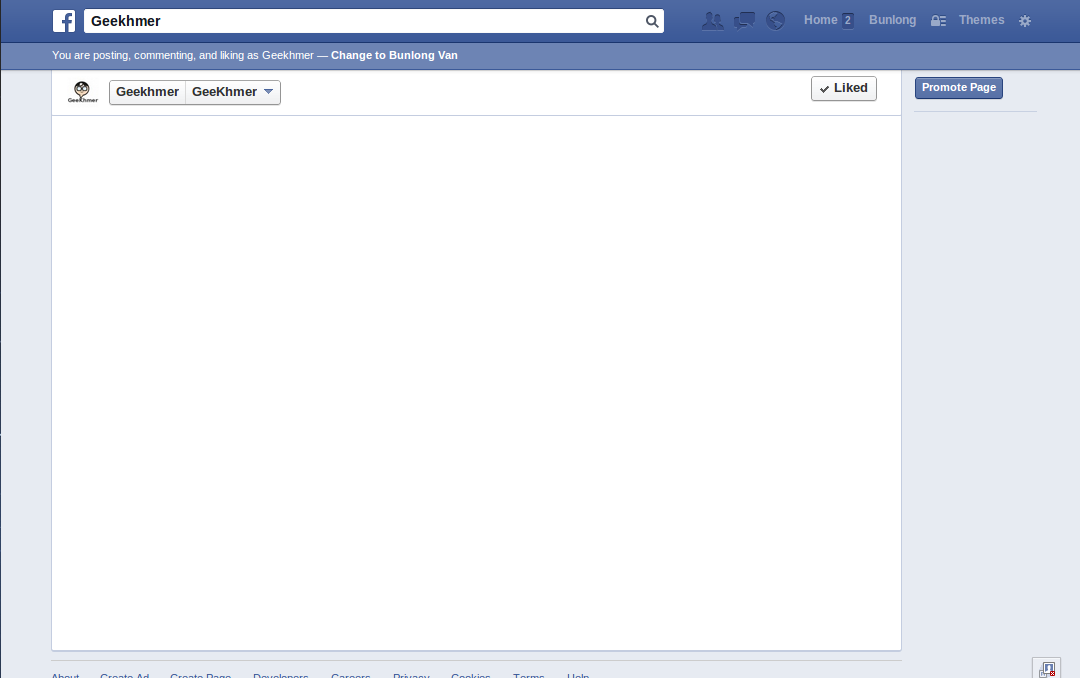 Geekhmer
Home 2 Bunlong Themes
You are posting, commenting, and liking as Geekhmer — Change to Bunlong Van
GeeKhmer
Geekhmer GeeKhmer
Liked
Promote Page
About Create Ad Create Page Developers Careers Privacy Cookies Terms Help